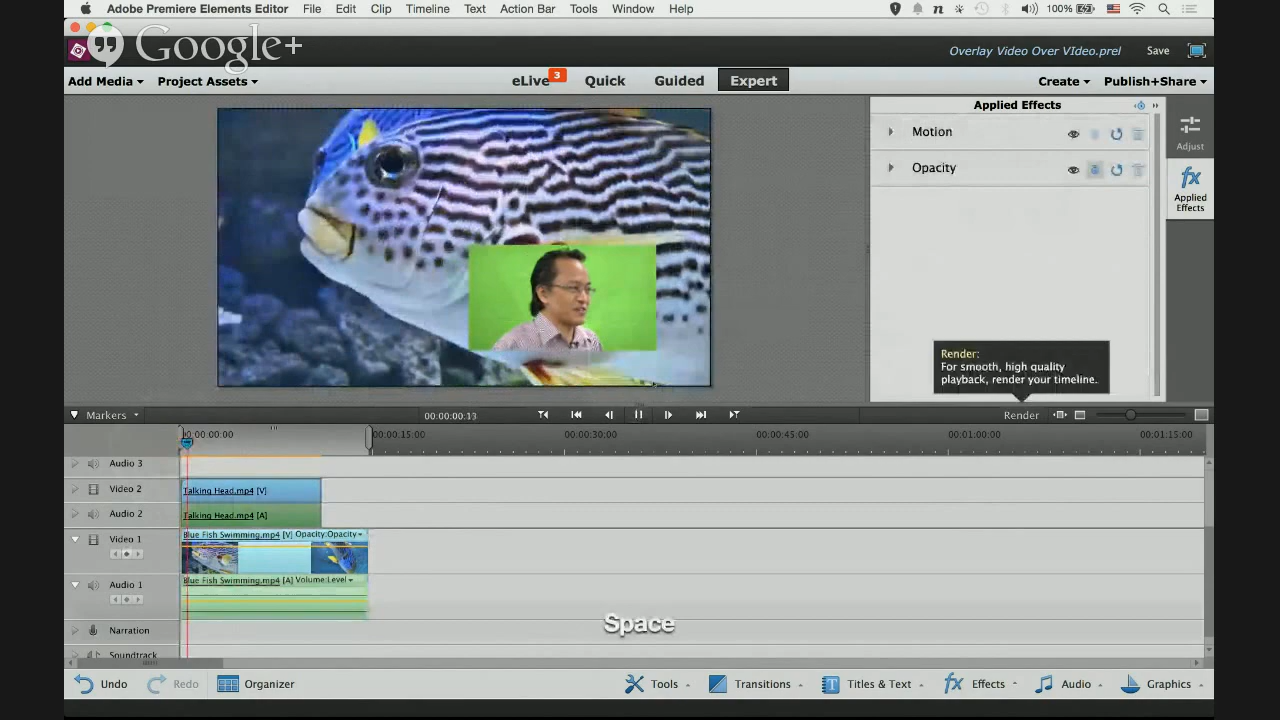 Adobe Premiere Elements Editor File Edit Clip Timeline Text Action Bar Tools Window Help 100%
Google+
Overlay Video Over VIdeo.prel Save
Add Media Project Assets eLive 3 Quick Guided Expert Create Publish+Share
Applied Effects
Motion
Opacity
Adjust
fx
Applied
Effects
Render:
For smooth, high quality
playback, render your timeline.
Markers 00:00:00:13 Render
00:00:00:00 00:00:15:00 00:00:30:00 00:00:45:00 00:01:00:00 00:01:15:00
Audio 3
Video 2 Talking Head.mp4 [V]
Audio 2 Talking Head.mp4 [A]
Video 1 Blue Fish Swimming.mp4 [V] Opacity:Opacity
Audio 1 Blue Fish Swimming.mp4 [A] Volume:Level
Narration
Soundtrack
Space
Undo Redo Organizer Tools Transitions T Titles & Text fx Effects Audio Graphics